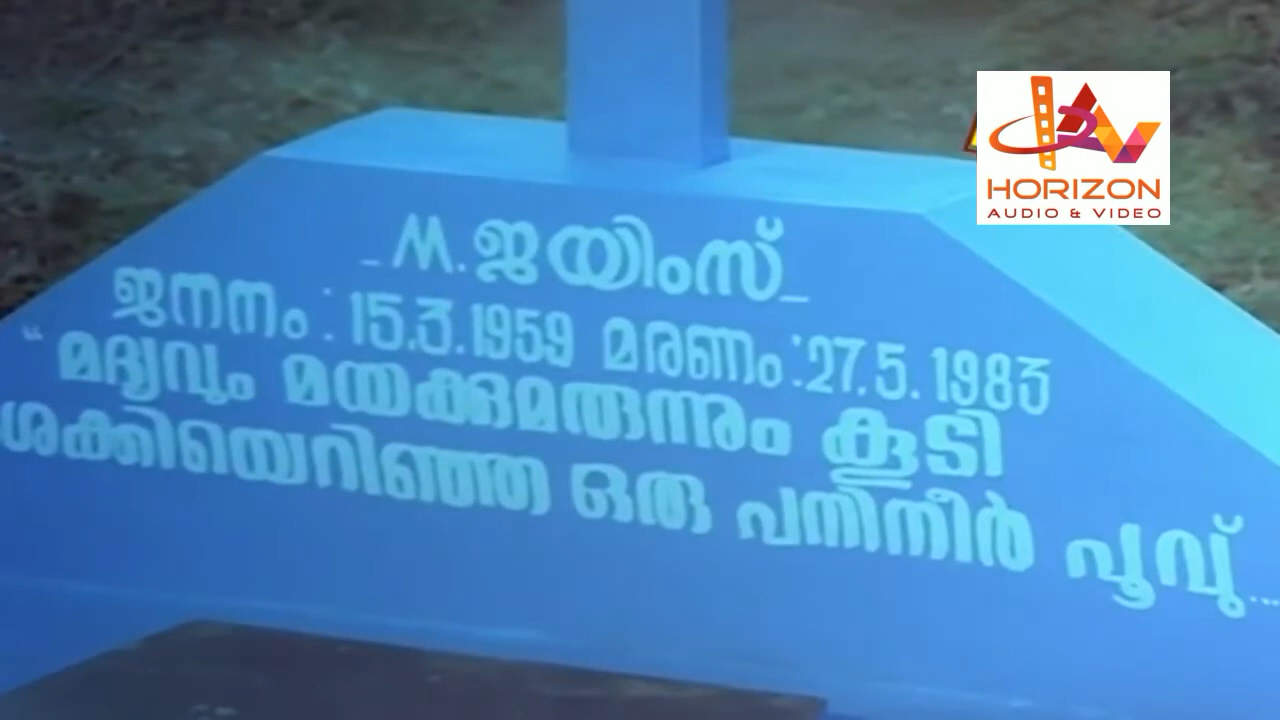 M. ജയിംസ്
ജനനം: 15.3.1959 മരണം: 27.5.1983
“മദ്യവും മയക്കുമരുന്നും കൂടി
ശക്കിയെറിഞ്ഞ ഒരു പനിനീർ പൂവു് ....
HORIZON
AUDIO & VIDEO